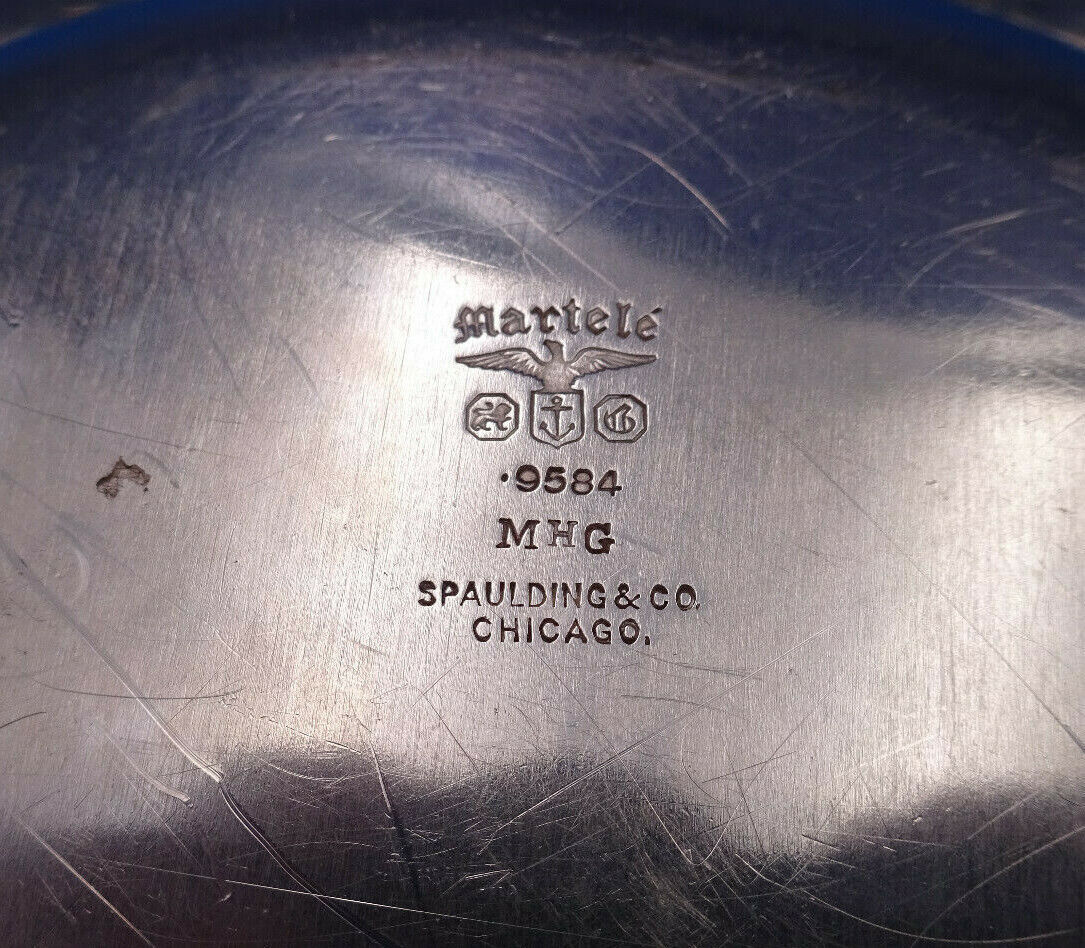 Martelé
G
·9584
MHG
SPAULDING & CO.
CHICAGO.